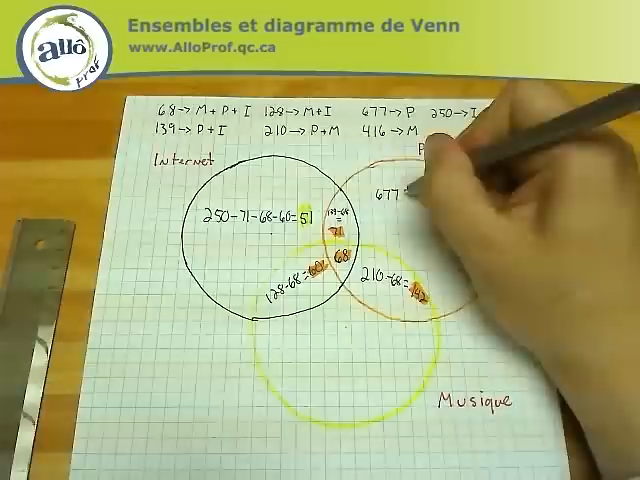 Ensembles et diagramme de Venn
www.AlloProf.qc.ca
allô
prof
68→M+P+I 128→M+I 677→P 250→I
139→P+I 210→P+M 416→M
P
Internet
677
250-71-68-60=51
139-68
=
71
68
128-68=60
210-68=142
Musique